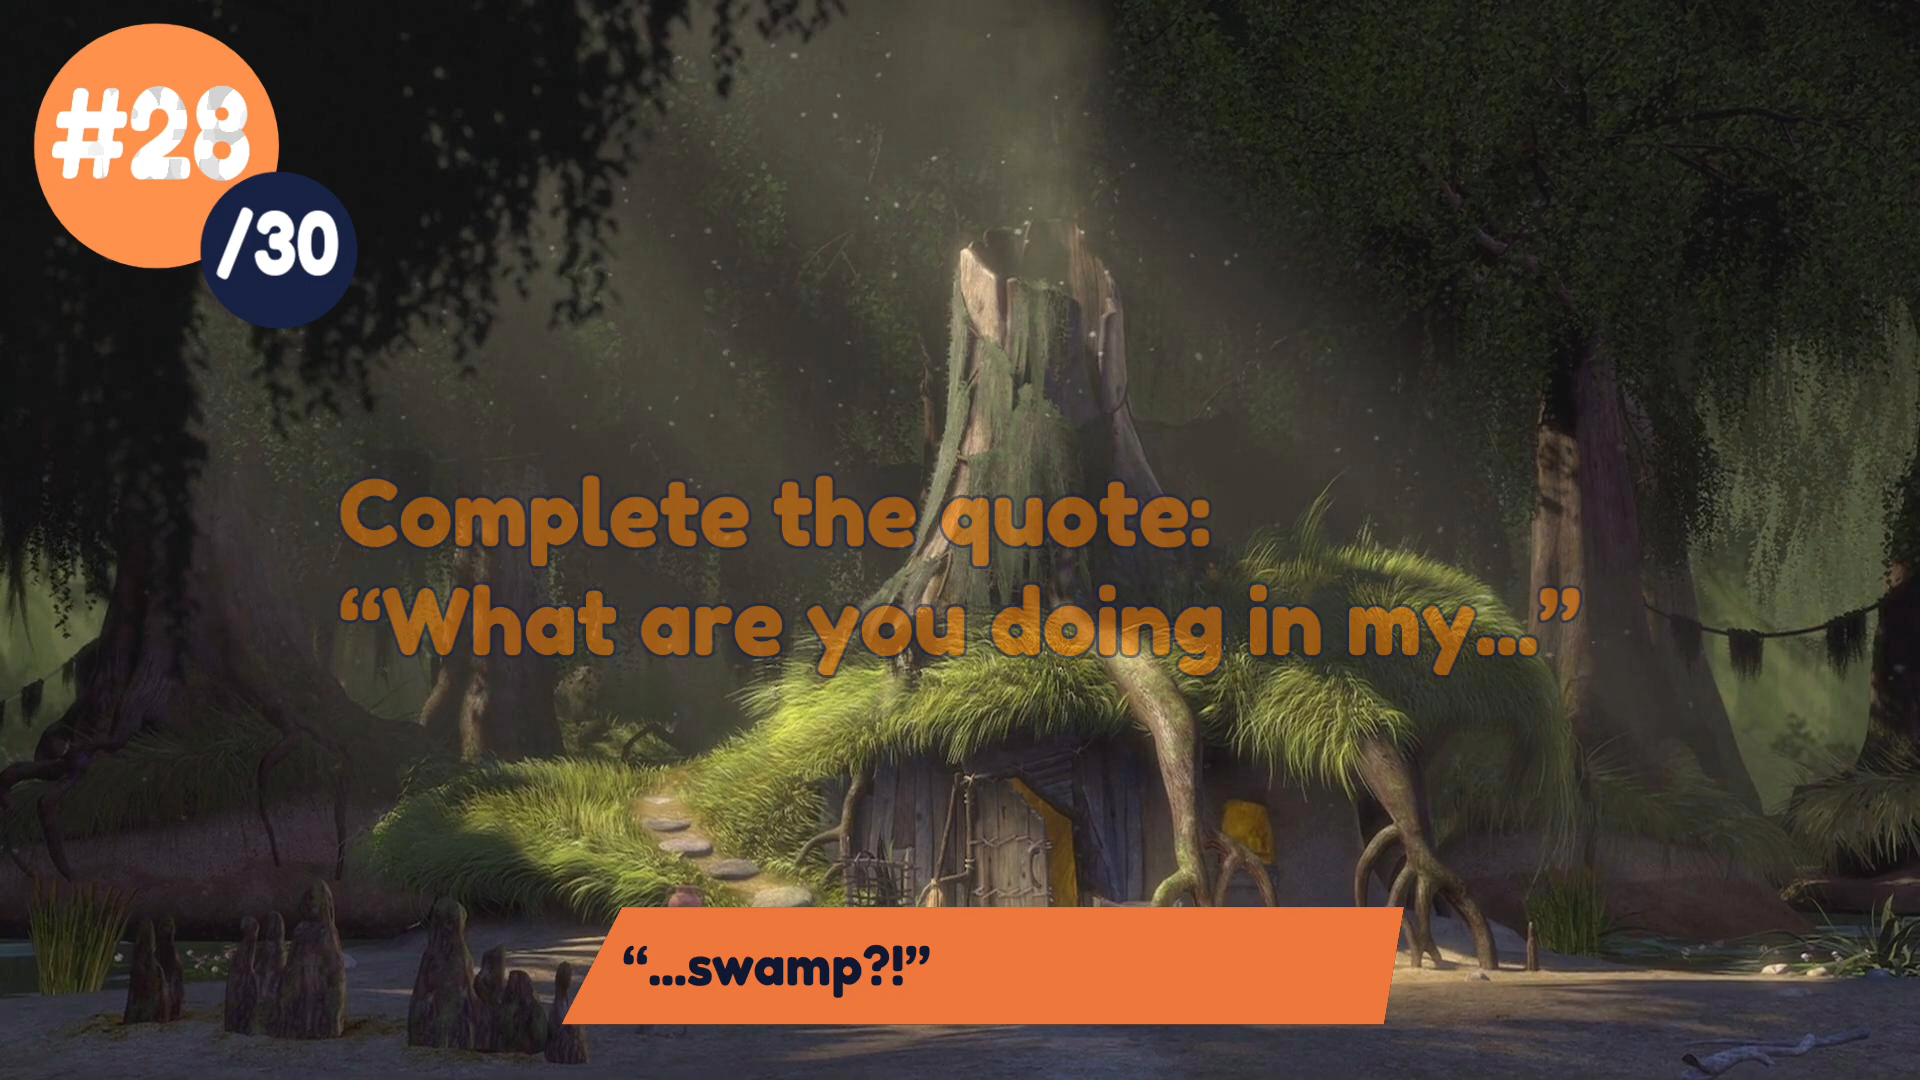 #28
/30
Complete the quote:
“What are you doing in my...”
“...swamp?!”